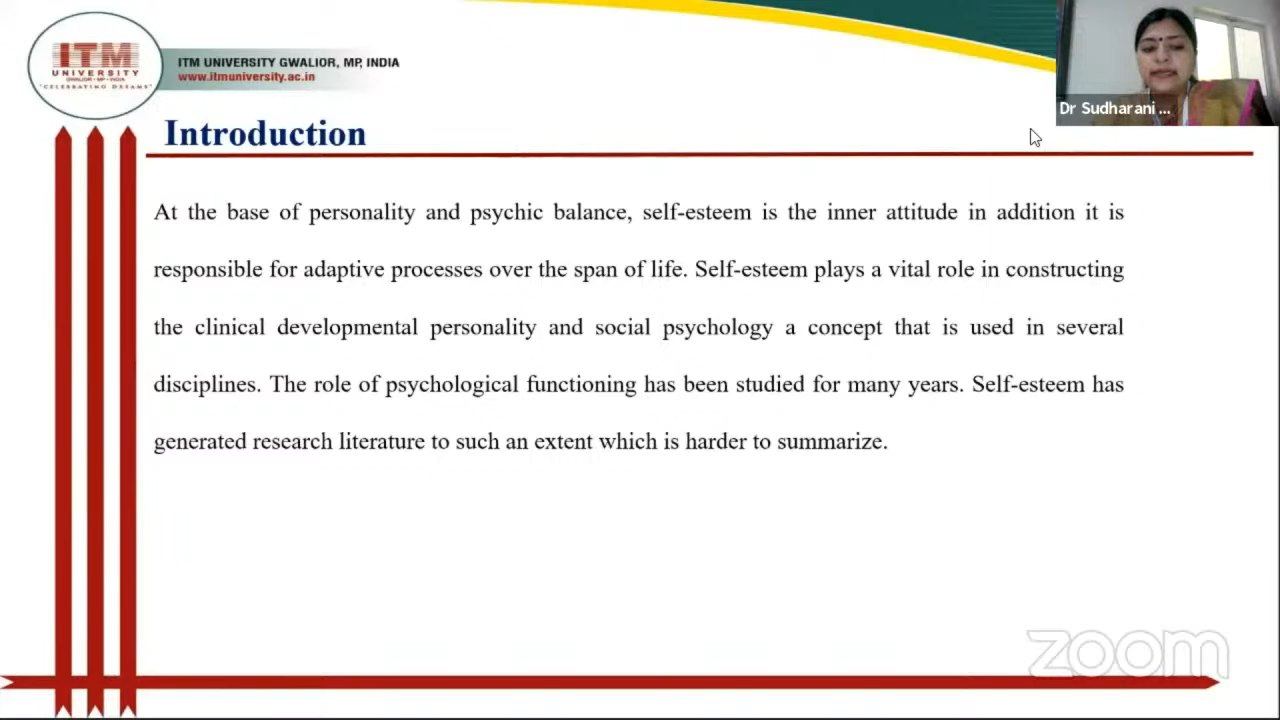 ITM
UNIVERSITY
GWALIOR • MP • INDIA
"CELEBRATING DREAMS"
ITM UNIVERSITY GWALIOR, MP, INDIA
www.itmuniversity.ac.in
Dr Sudharani ...
Introduction
At the base of personality and psychic balance, self-esteem is the inner attitude in addition it is
responsible for adaptive processes over the span of life. Self-esteem plays a vital role in constructing
the clinical developmental personality and social psychology a concept that is used in several
disciplines. The role of psychological functioning has been studied for many years. Self-esteem has
generated research literature to such an extent which is harder to summarize.
zoom